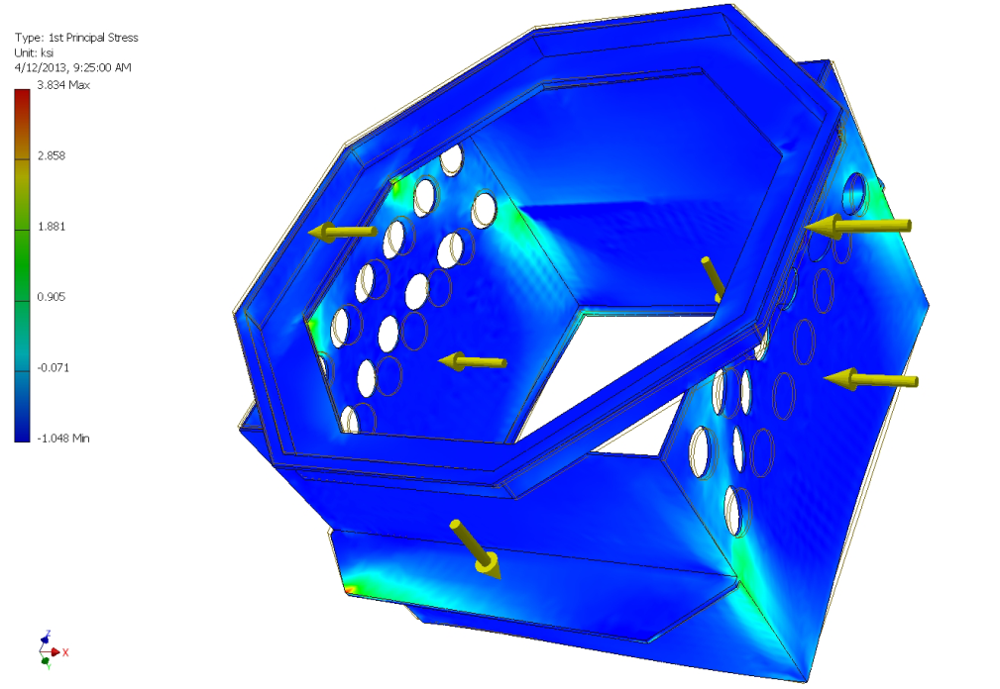 Type: 1st Principal Stress
Unit: ksi
4/12/2013, 9:25:00 AM
3.834 Max
2.858
1.881
0.905
-0.071
-1.048 Min
Z
X
Y